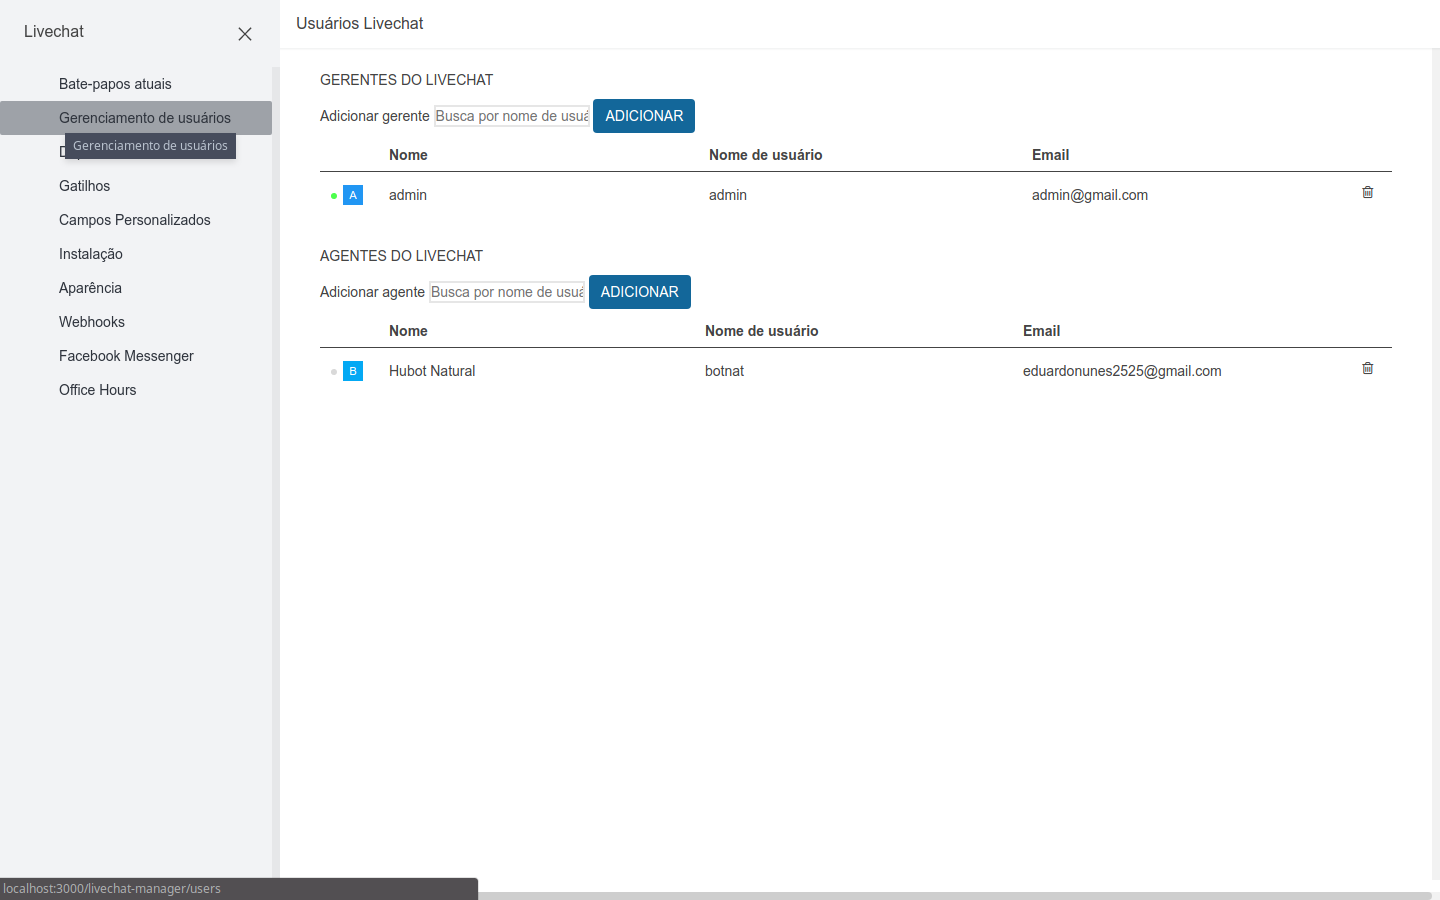 Livechat
Bate-papos atuais
Gerenciamento de usuários
Gerenciamento de usuários
Gatilhos
Campos Personalizados
Instalação
Aparência
Webhooks
Facebook Messenger
Office Hours
localhost:3000/livechat-manager/users
Usuários Livechat
GERENTES DO LIVECHAT
Adicionar gerente Busca por nome de usuá ADICIONAR
Nome Nome de usuário Email
A admin admin admin@gmail.com
AGENTES DO LIVECHAT
Adicionar agente Busca por nome de usuá ADICIONAR
Nome Nome de usuário Email
B Hubot Natural botnat eduardonunes2525@gmail.com